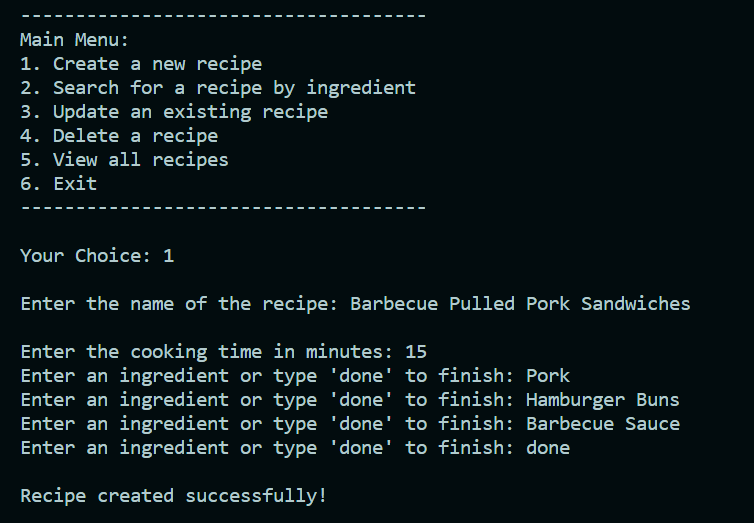 -------------------------------------
Main Menu:
1. Create a new recipe
2. Search for a recipe by ingredient
3. Update an existing recipe
4. Delete a recipe
5. View all recipes
6. Exit
-------------------------------------
Your Choice: 1
Enter the name of the recipe: Barbecue Pulled Pork Sandwiches
Enter the cooking time in minutes: 15
Enter an ingredient or type 'done' to finish: Pork
Enter an ingredient or type 'done' to finish: Hamburger Buns
Enter an ingredient or type 'done' to finish: Barbecue Sauce
Enter an ingredient or type 'done' to finish: done
Recipe created successfully!